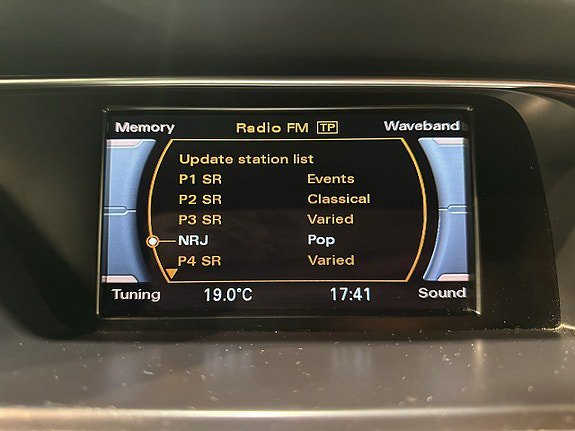 Memory Radio FM TP Waveband
Update station list
P1 SR Events
P2 SR Classical
P3 SR Varied
NRJ Pop
P4 SR Varied
Tuning 19.0°C 17:41 Sound